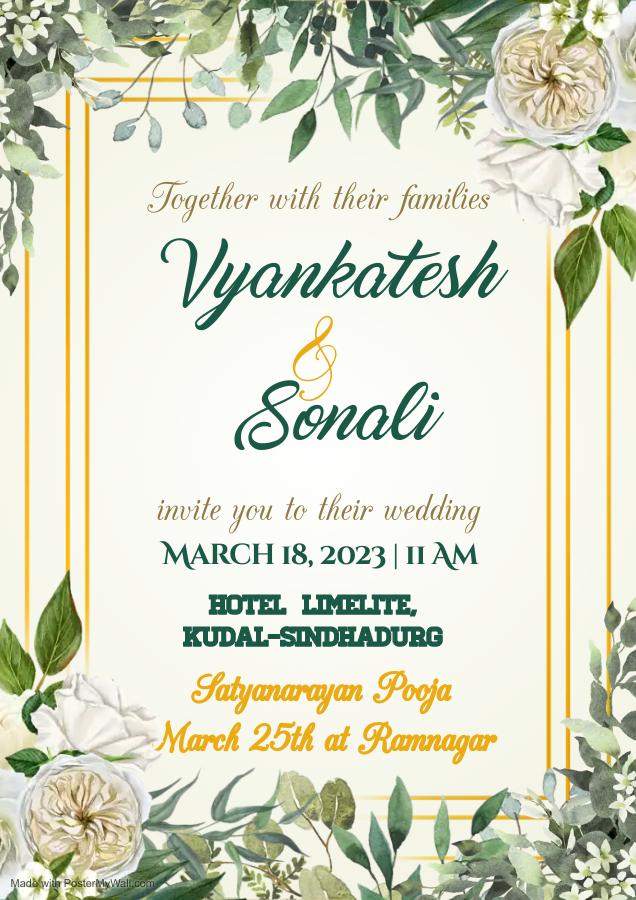 Together with their families
Vyankatesh
&
Sonali
invite you to their wedding
MARCH 18, 2023 | 11 AM
HOTEL LIMELITE,
KUDAL-SINDHADURG
Satyanarayan Pooja
March 25th at Ramnagar
Made with PosterMyWall.com